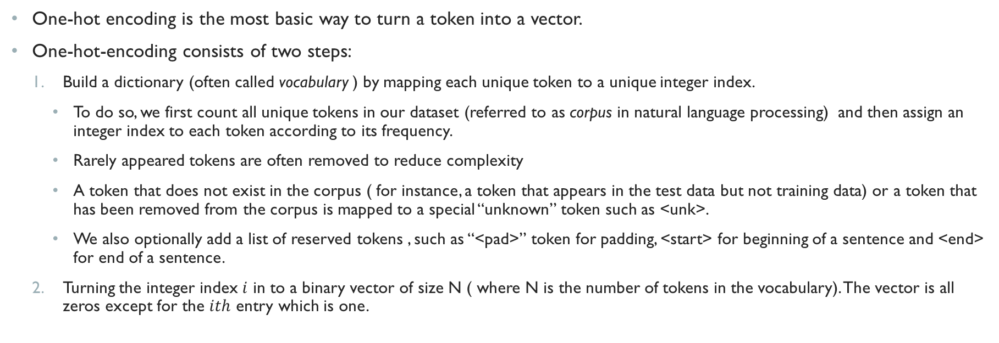 • One-hot encoding is the most basic way to turn a token into a vector.
• One-hot-encoding consists of two steps:
1. Build a dictionary (often called vocabulary ) by mapping each unique token to a unique integer index.
• To do so, we first count all unique tokens in our dataset (referred to as corpus in natural language processing)  and then assign an
integer index to each token according to its frequency.
• Rarely appeared tokens are often removed to reduce complexity
• A token that does not exist in the corpus ( for instance, a token that appears in the test data but not training data) or a token that
has been removed from the corpus is mapped to a special “unknown” token such as <unk>.
• We also optionally add a list of reserved tokens , such as “<pad>” token for padding, <start> for beginning of a sentence and <end>
for end of a sentence.
2. Turning the integer index i in to a binary vector of size N ( where N is the number of tokens in the vocabulary). The vector is all
zeros except for the ith entry which is one.